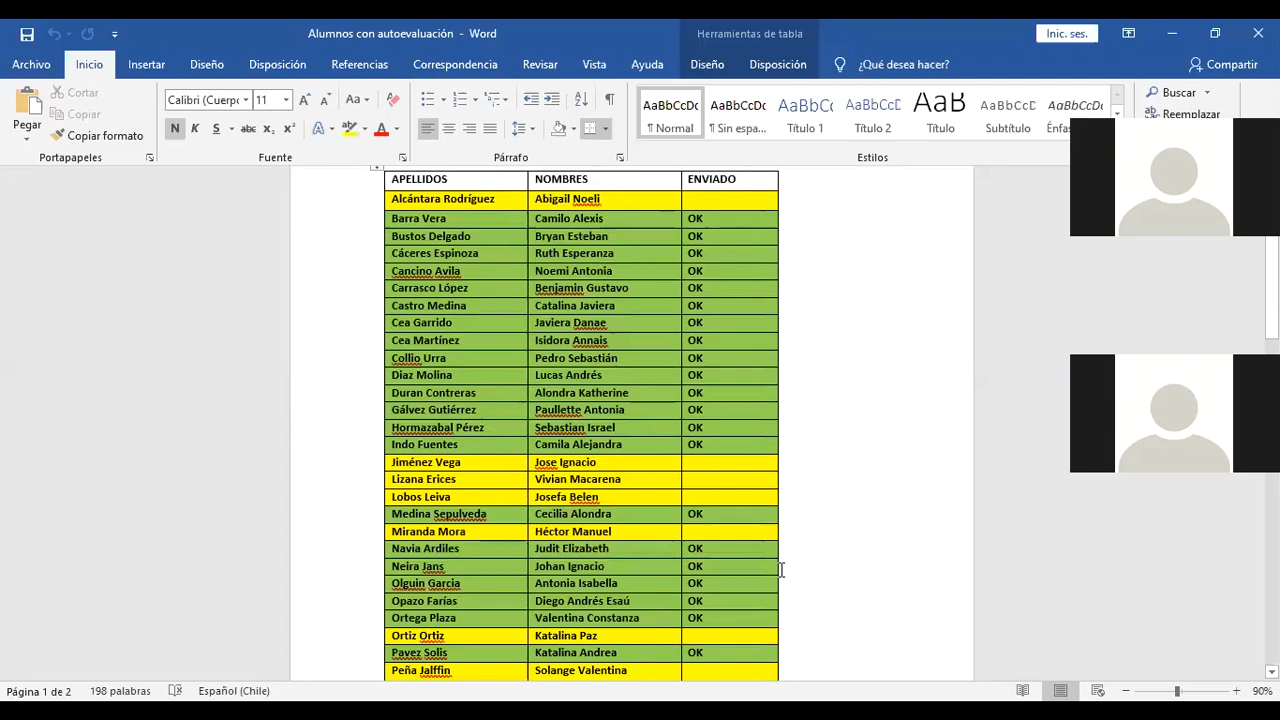 Alumnos con autoevaluación - Word
Herramientas de tabla
Inic. ses.
Archivo Inicio Insertar Diseño Disposición Referencias Correspondencia Revisar Vista Ayuda Diseño Disposición ¿Qué desea hacer? Compartir
Pegar
Cortar
Copiar
Copiar formato
Portapapeles
Calibri (Cuerpo 11
N K S abc x₂ x²
Fuente
Párrafo
AaBbCcDc AaBbCcDc AaBbCc AaBbCcC AaB AaBbCcD AaBbCcDc
¶ Normal ¶ Sin espa... Título 1 Título 2 Título Subtítulo Énfas
Estilos
Buscar
Reemplazar
APELLIDOS NOMBRES ENVIADO
Alcántara Rodríguez Abigail Noeli
Barra Vera Camilo Alexis OK
Bustos Delgado Bryan Esteban OK
Cáceres Espinoza Ruth Esperanza OK
Cancino Avila Noemi Antonia OK
Carrasco López Benjamin Gustavo OK
Castro Medina Catalina Javiera OK
Cea Garrido Javiera Danae OK
Cea Martínez Isidora Annais OK
Collio Urra Pedro Sebastián OK
Diaz Molina Lucas Andrés OK
Duran Contreras Alondra Katherine OK
Gálvez Gutiérrez Paullette Antonia OK
Hormazabal Pérez Sebastian Israel OK
Indo Fuentes Camila Alejandra OK
Jiménez Vega Jose Ignacio
Lizana Erices Vivian Macarena
Lobos Leiva Josefa Belen
Medina Sepulveda Cecilia Alondra OK
Miranda Mora Héctor Manuel
Navia Ardiles Judit Elizabeth OK
Neira Jans Johan Ignacio OK
Olguin Garcia Antonia Isabella OK
Opazo Farías Diego Andrés Esaú OK
Ortega Plaza Valentina Constanza OK
Ortiz Ortiz Katalina Paz
Pavez Solis Katalina Andrea OK
Peña Jalffin Solange Valentina
Página 1 de 2 198 palabras Español (Chile) 90%